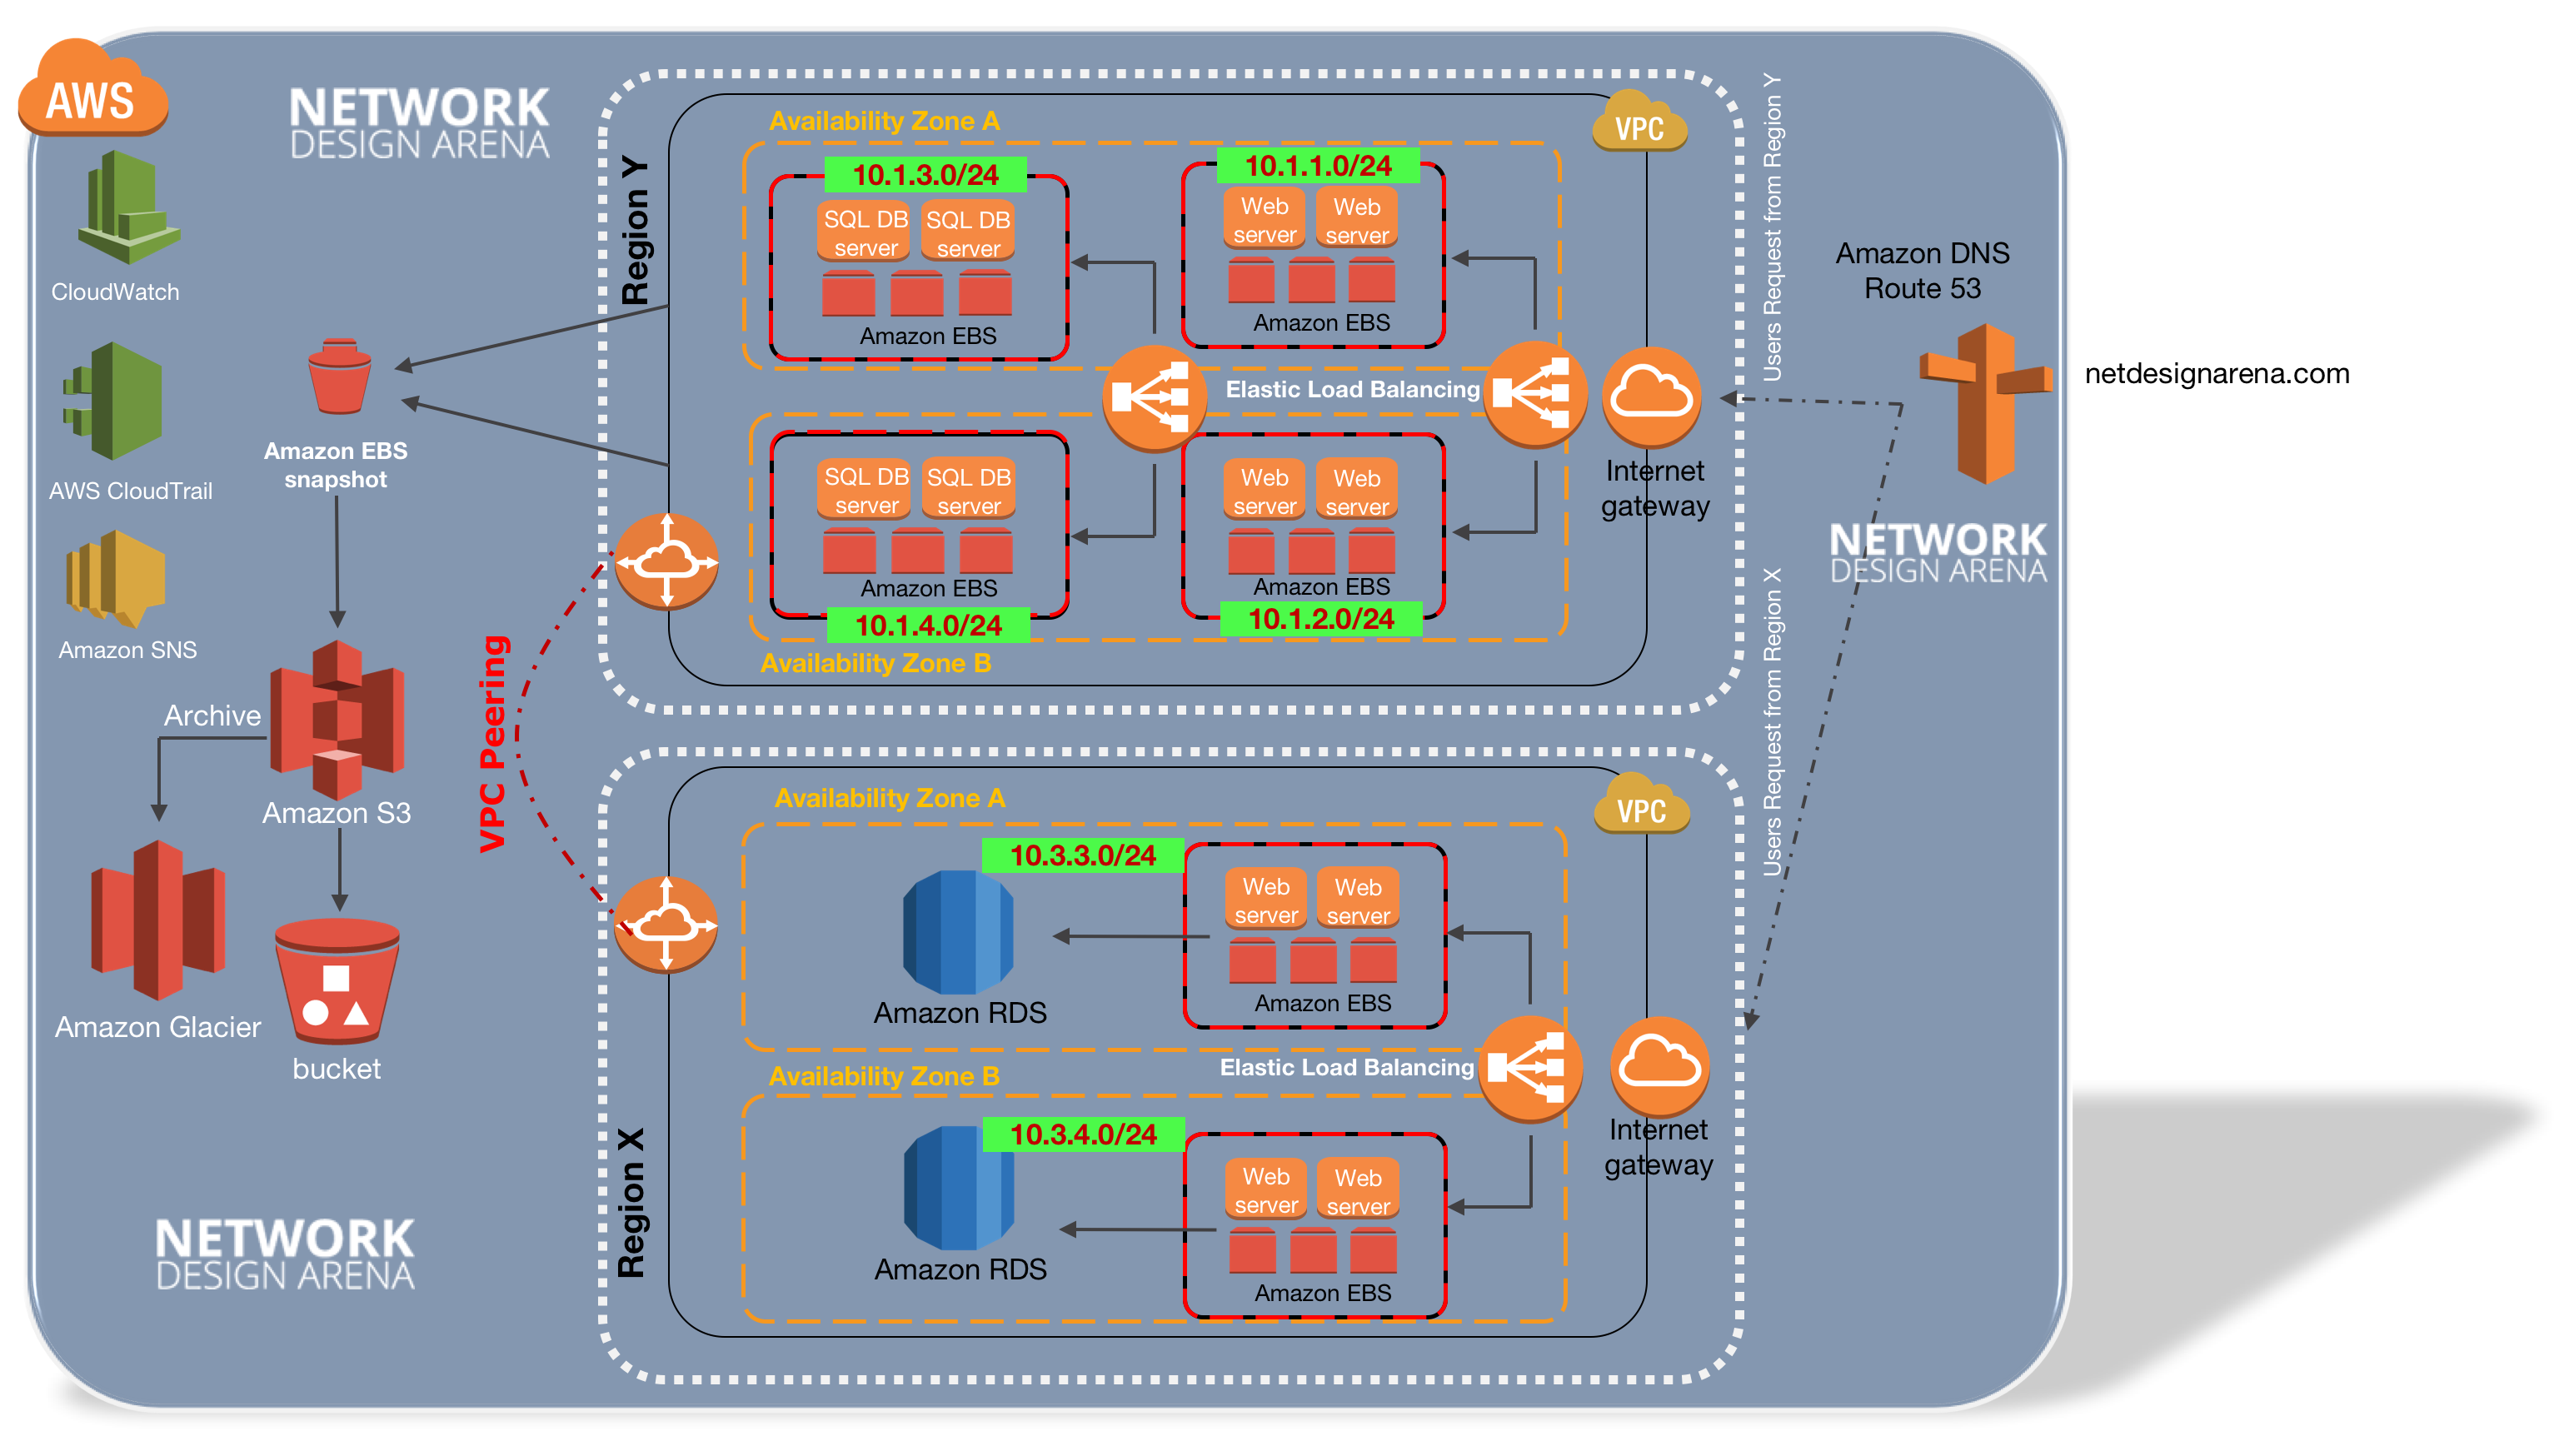 AWS
NETWORK
DESIGN ARENA
CloudWatch
AWS CloudTrail
Amazon SNS
Amazon EBS
snapshot
Archive
Amazon S3
Amazon Glacier
bucket
NETWORK
DESIGN ARENA
VPC Peering
Region Y
Availability Zone A
VPC
10.1.3.0/24
SQL DB
server
SQL DB
server
Amazon EBS
10.1.1.0/24
Web
server
Web
server
Amazon EBS
Elastic Load Balancing
SQL DB
server
SQL DB
server
Amazon EBS
10.1.4.0/24
Web
server
Web
server
Amazon EBS
10.1.2.0/24
Availability Zone B
Internet
gateway
Region X
Availability Zone A
VPC
10.3.3.0/24
Amazon RDS
Web
server
Web
server
Amazon EBS
Availability Zone B
Elastic Load Balancing
10.3.4.0/24
Amazon RDS
Web
server
Web
server
Amazon EBS
Internet
gateway
Users Request from Region Y
Users Request from Region X
Amazon DNS
Route 53
netdesignarena.com
NETWORK
DESIGN ARENA